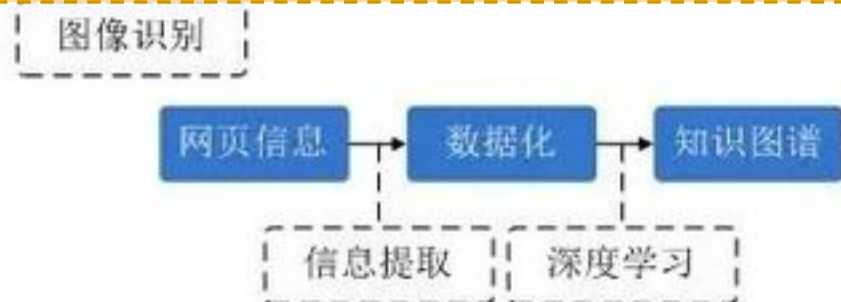 图像识别
网页信息
数据化
知识图谱
信息提取
深度学习